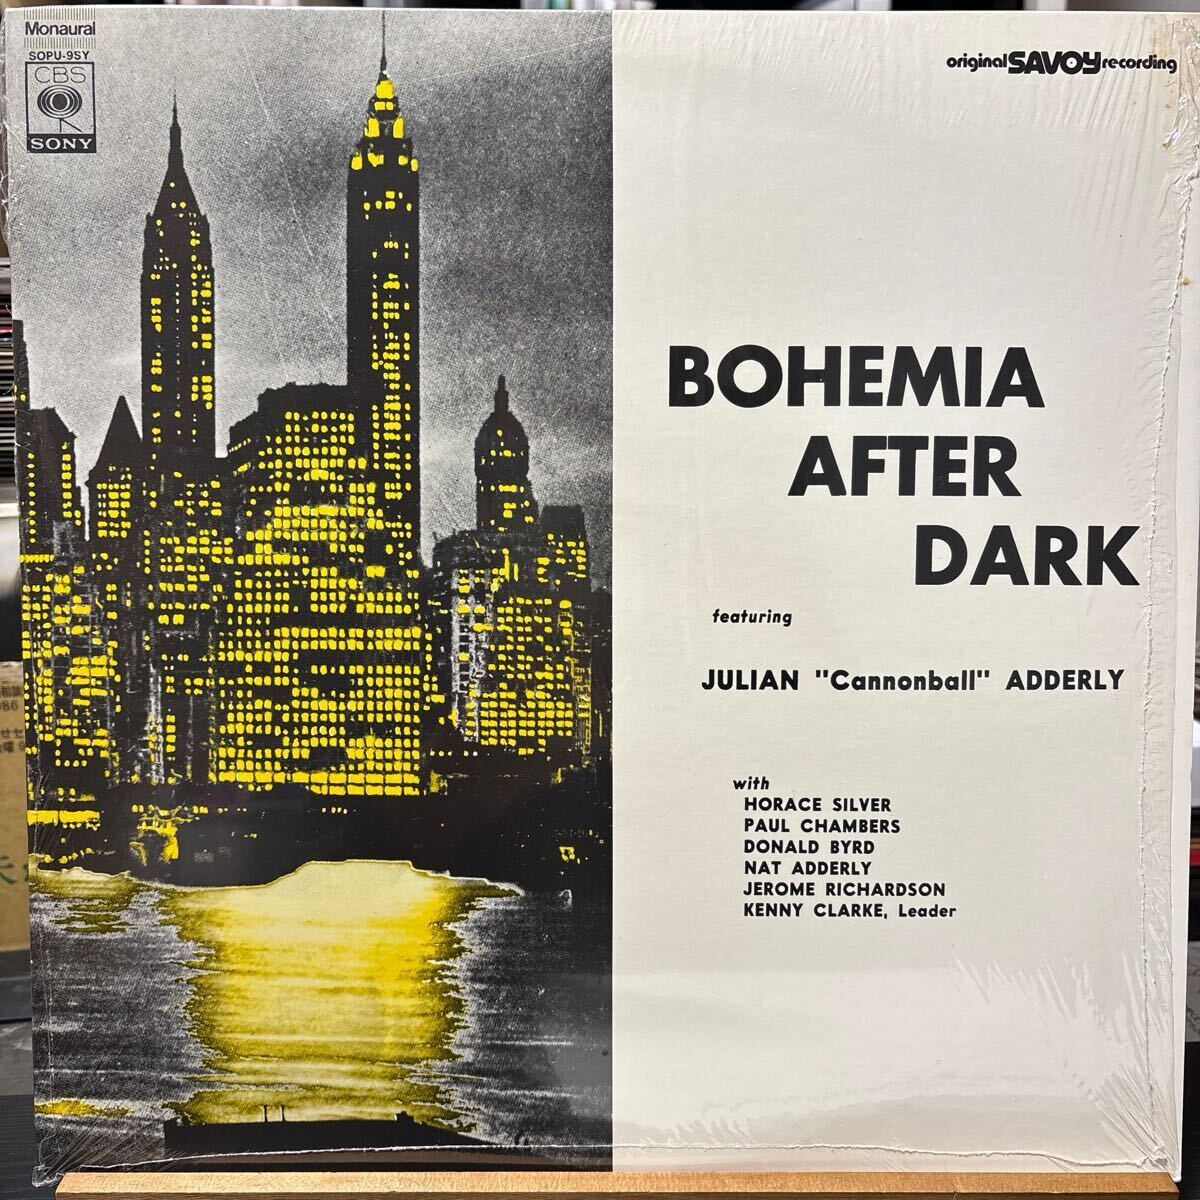 Monaural
SOPU-9SY
CBS
SONY
original SAVOY recording
BOHEMIA
AFTER
DARK
featuring
JULIAN "Cannonball" ADDERLY
with
HORACE SILVER
PAUL CHAMBERS
DONALD BYRD
NAT ADDERLY
JEROME RICHARDSON
KENNY CLARKE, Leader